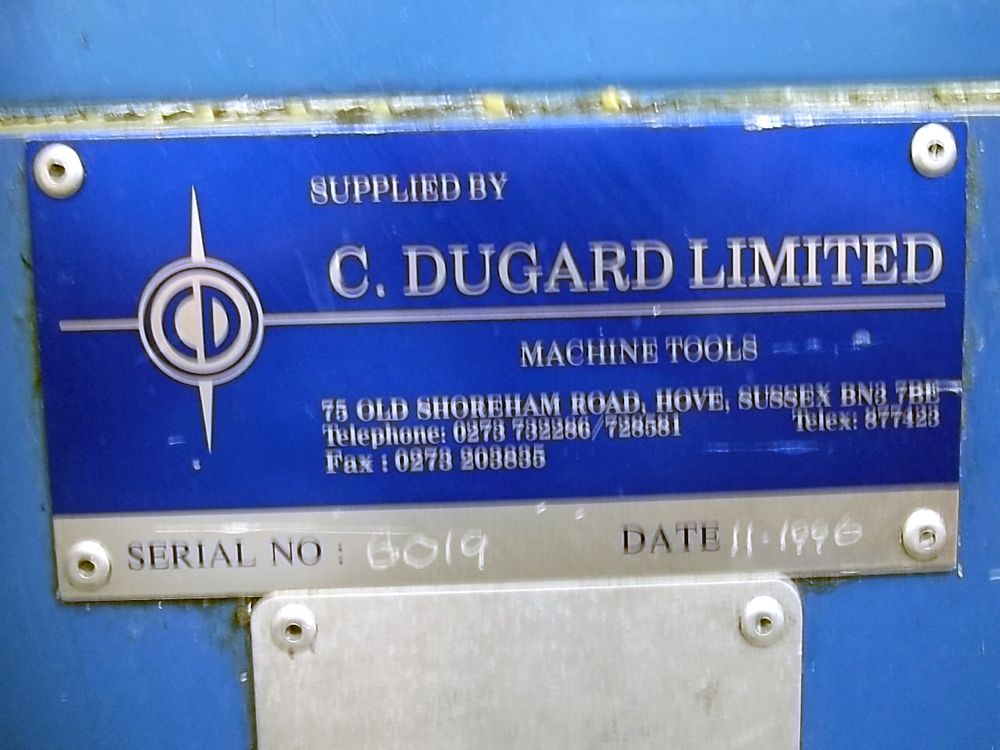 SUPPLIED BY
C. DUGARD LIMITED
MACHINE TOOLS
75 OLD SHOREHAM ROAD, HOVE, SUSSEX BN3 7BE
Telephone: 0273 732286/728581 Telex: 877423
Fax : 0273 203835
SERIAL NO : 6019 DATE 11.1996
CD